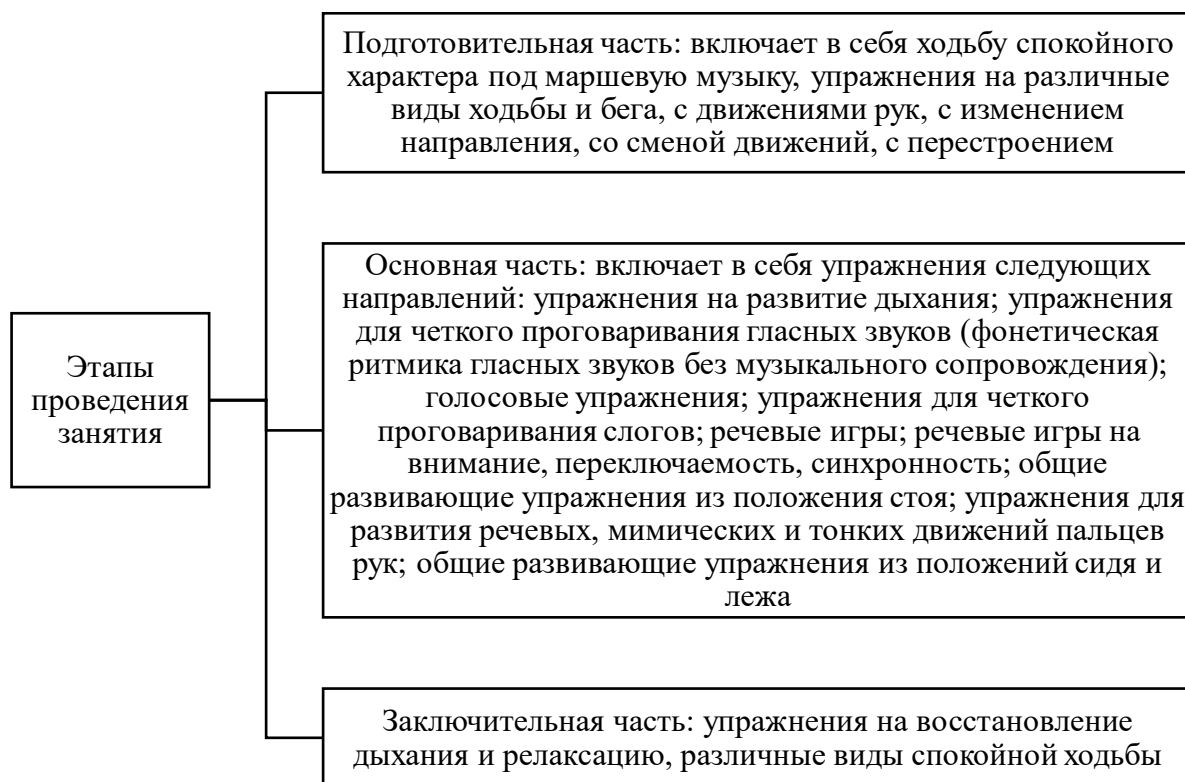 Подготовительная часть: включает в себя ходьбу спокойного
характера под маршевую музыку, упражнения на различные
виды ходьбы и бега, с движениями рук, с изменением
направления, со сменой движений, с перестроением
Этапы
проведения
занятия
Основная часть: включает в себя упражнения следующих
направлений: упражнения на развитие дыхания; упражнения
для четкого проговаривания гласных звуков (фонетическая
ритмика гласных звуков без музыкального сопровождения);
голосовые упражнения; упражнения для четкого
проговаривания слогов; речевые игры; речевые игры на
внимание, переключаемость, синхронность; общие
развивающие упражнения из положения стоя; упражнения для
развития речевых, мимических и тонких движений пальцев
рук; общие развивающие упражнения из положений сидя и
лежа
Заключительная часть: упражнения на восстановление
дыхания и релаксацию, различные виды спокойной ходьбы